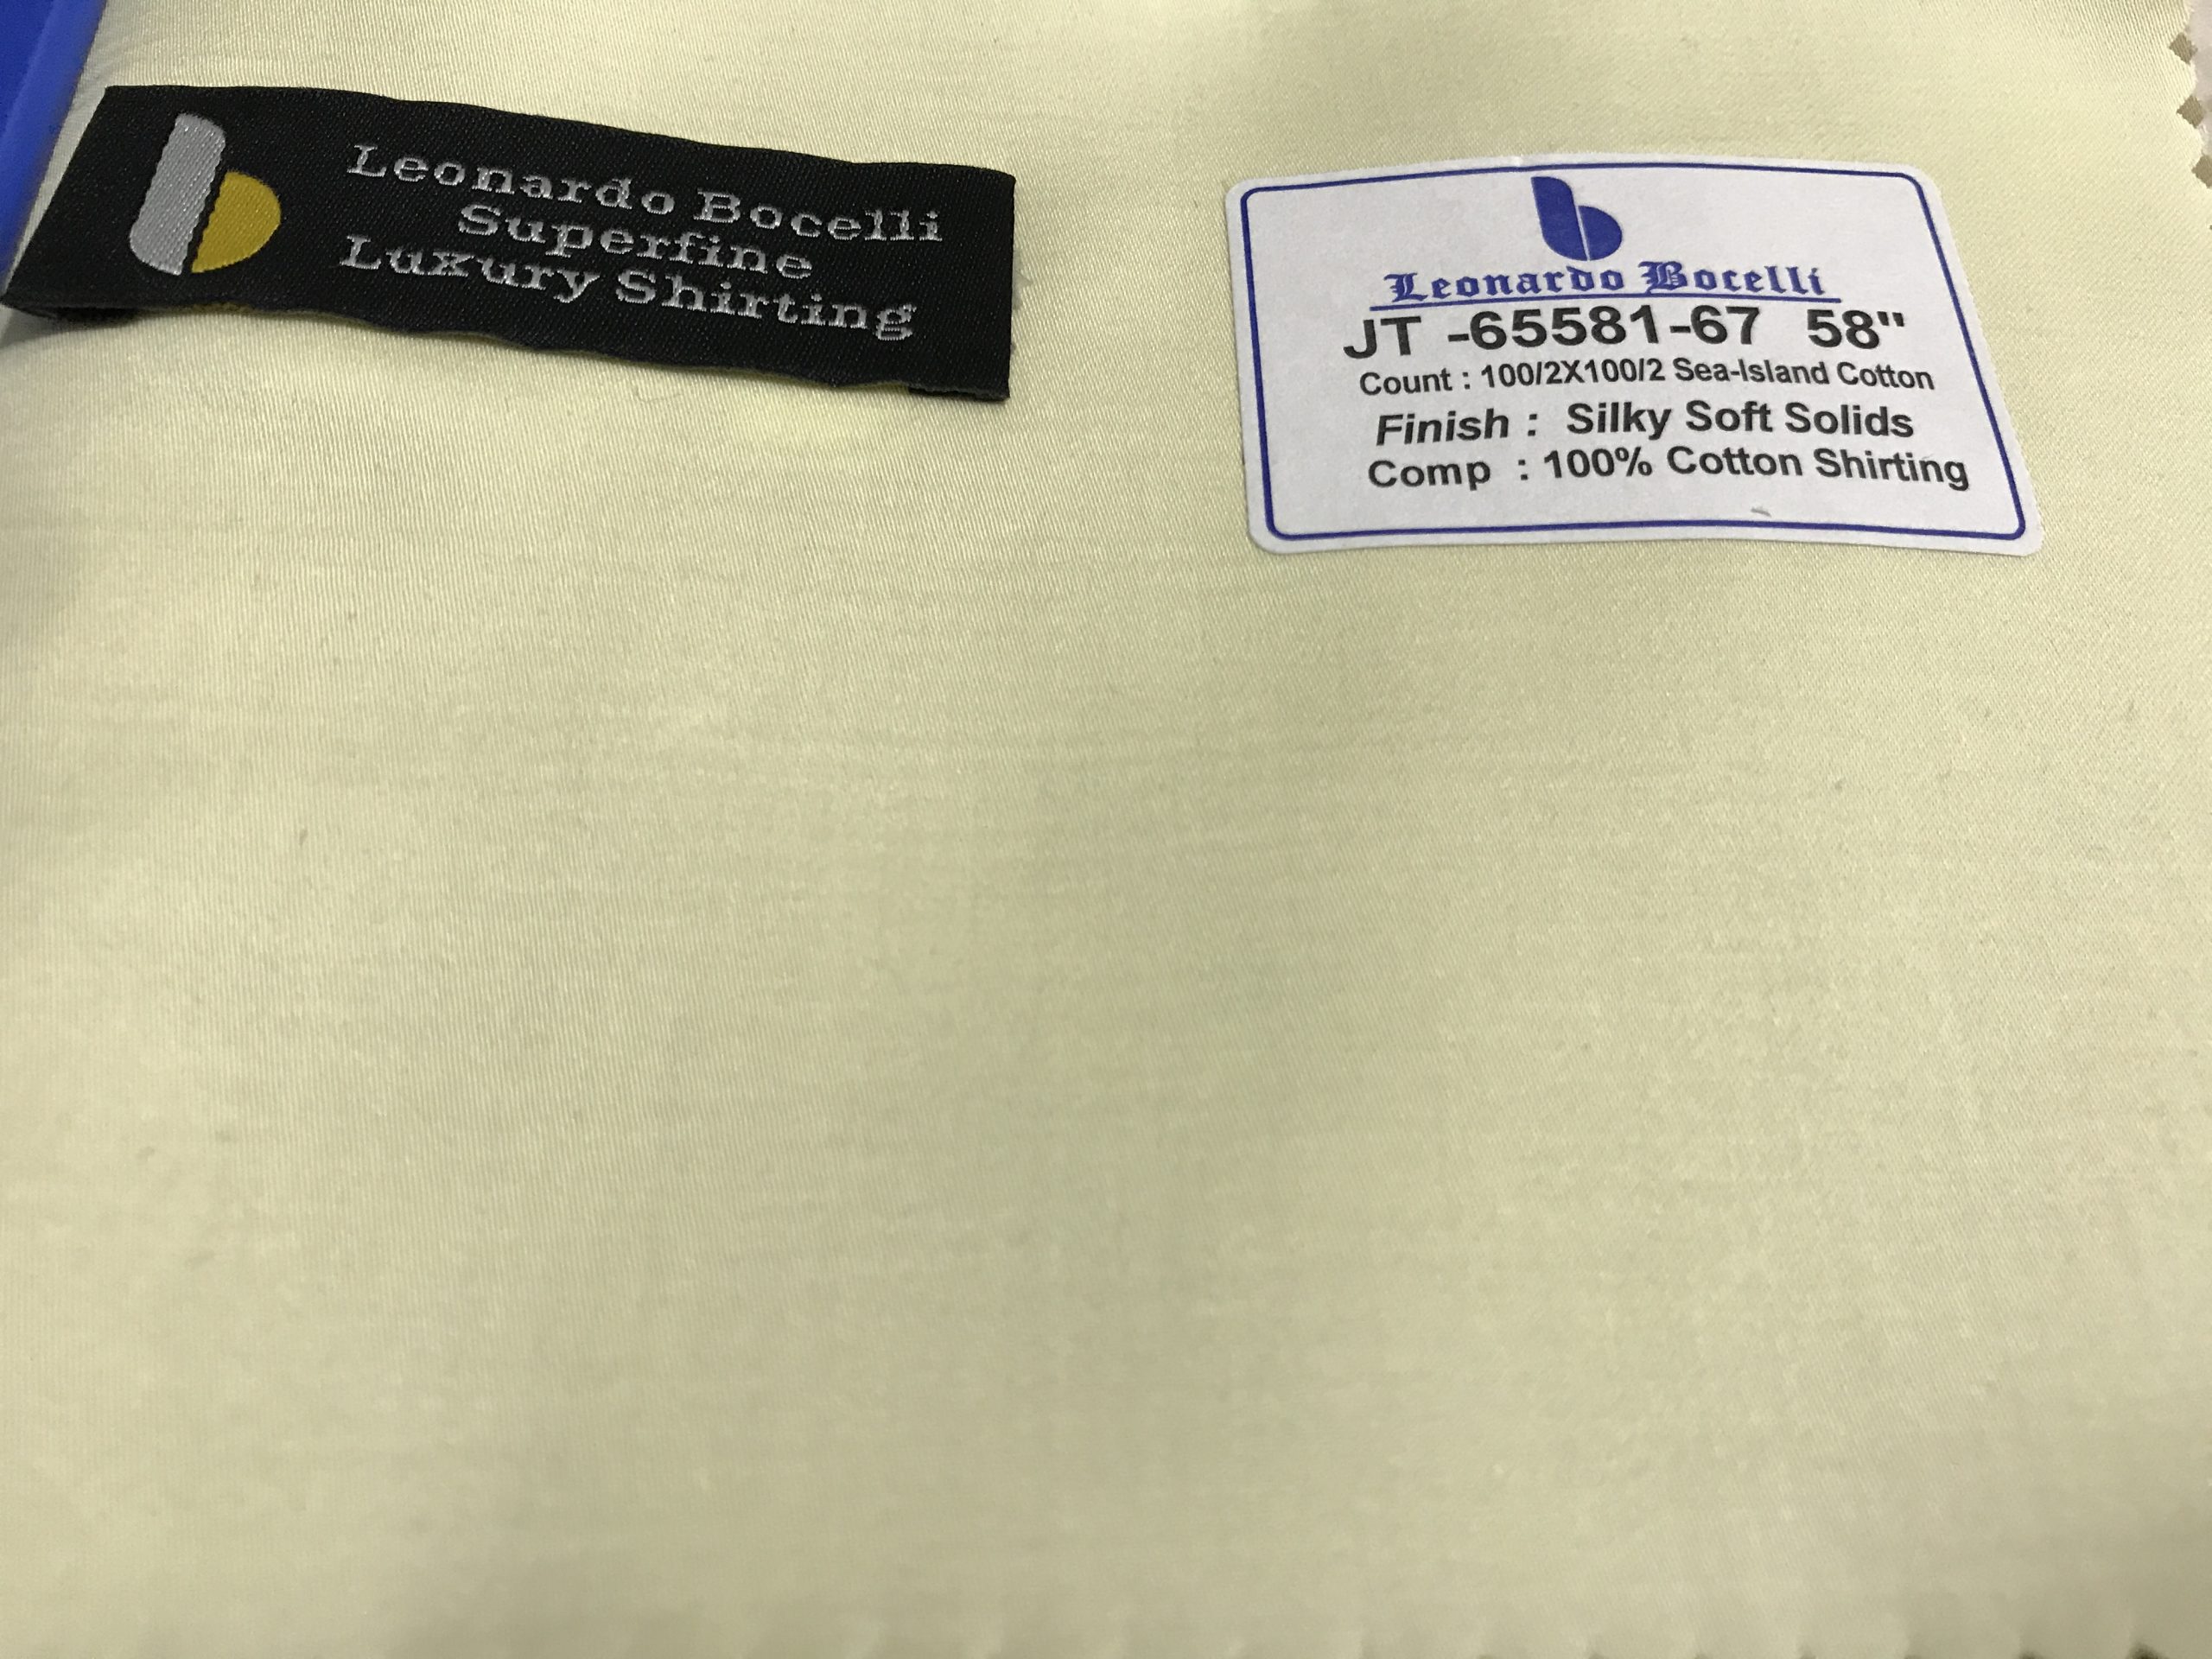 Leonardo Bocelli
Superfine
Luxury Shirting
Leonardo Bocelli
JT -65581-67 58"
Count : 100/2X100/2 Sea-Island Cotton
Finish : Silky Soft Solids
Comp : 100% Cotton Shirting